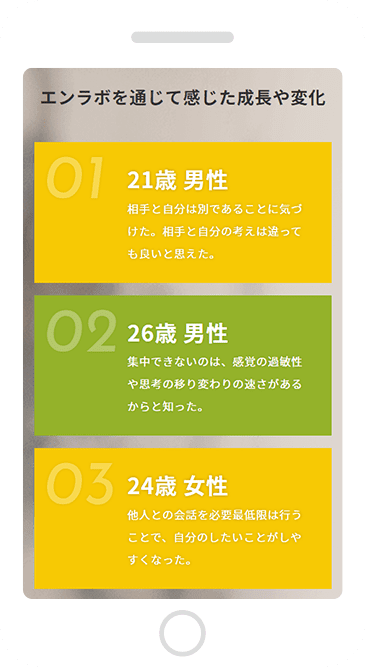 エンラボを通じて感じた成長や変化
01
21歳 男性
相手と自分は別であることに気づ
けた。相手と自分の考えは違って
も良いと思えた。
02
26歳 男性
集中できないのは、感覚の過敏性
や思考の移り変わりの速さがある
からと知った。
03
24歳 女性
他人との会話を必要最低限は行う
ことで、自分のしたいことがしや
すくなった。